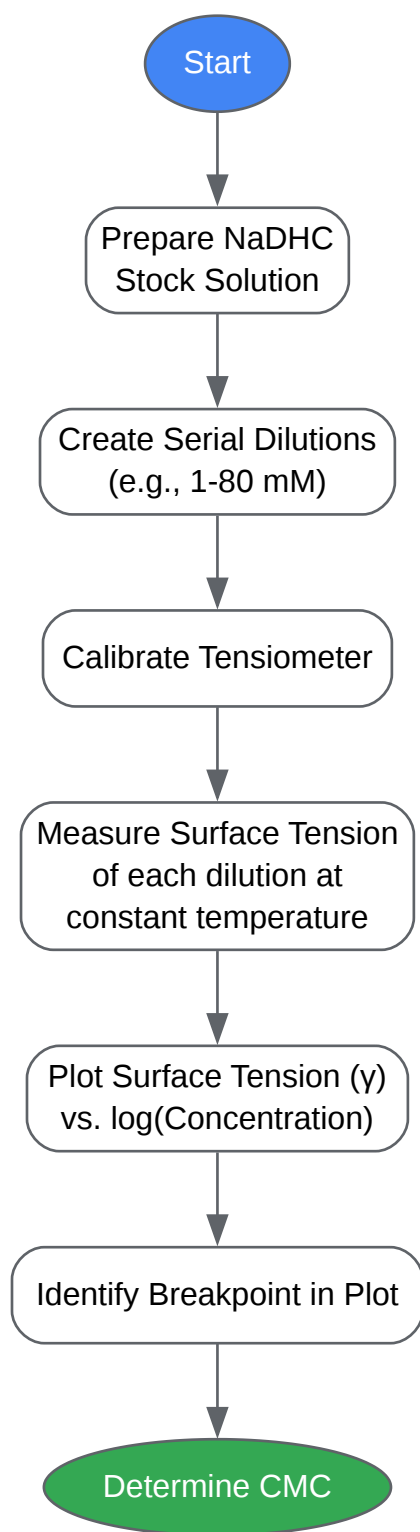 Start
Prepare NaDHC
Stock Solution
Create Serial Dilutions
(e.g., 1-80 mM)
Calibrate Tensiometer
Measure Surface Tension
of each dilution at
constant temperature
Plot Surface Tension (γ)
vs. log(Concentration)
Identify Breakpoint in Plot
Determine CMC